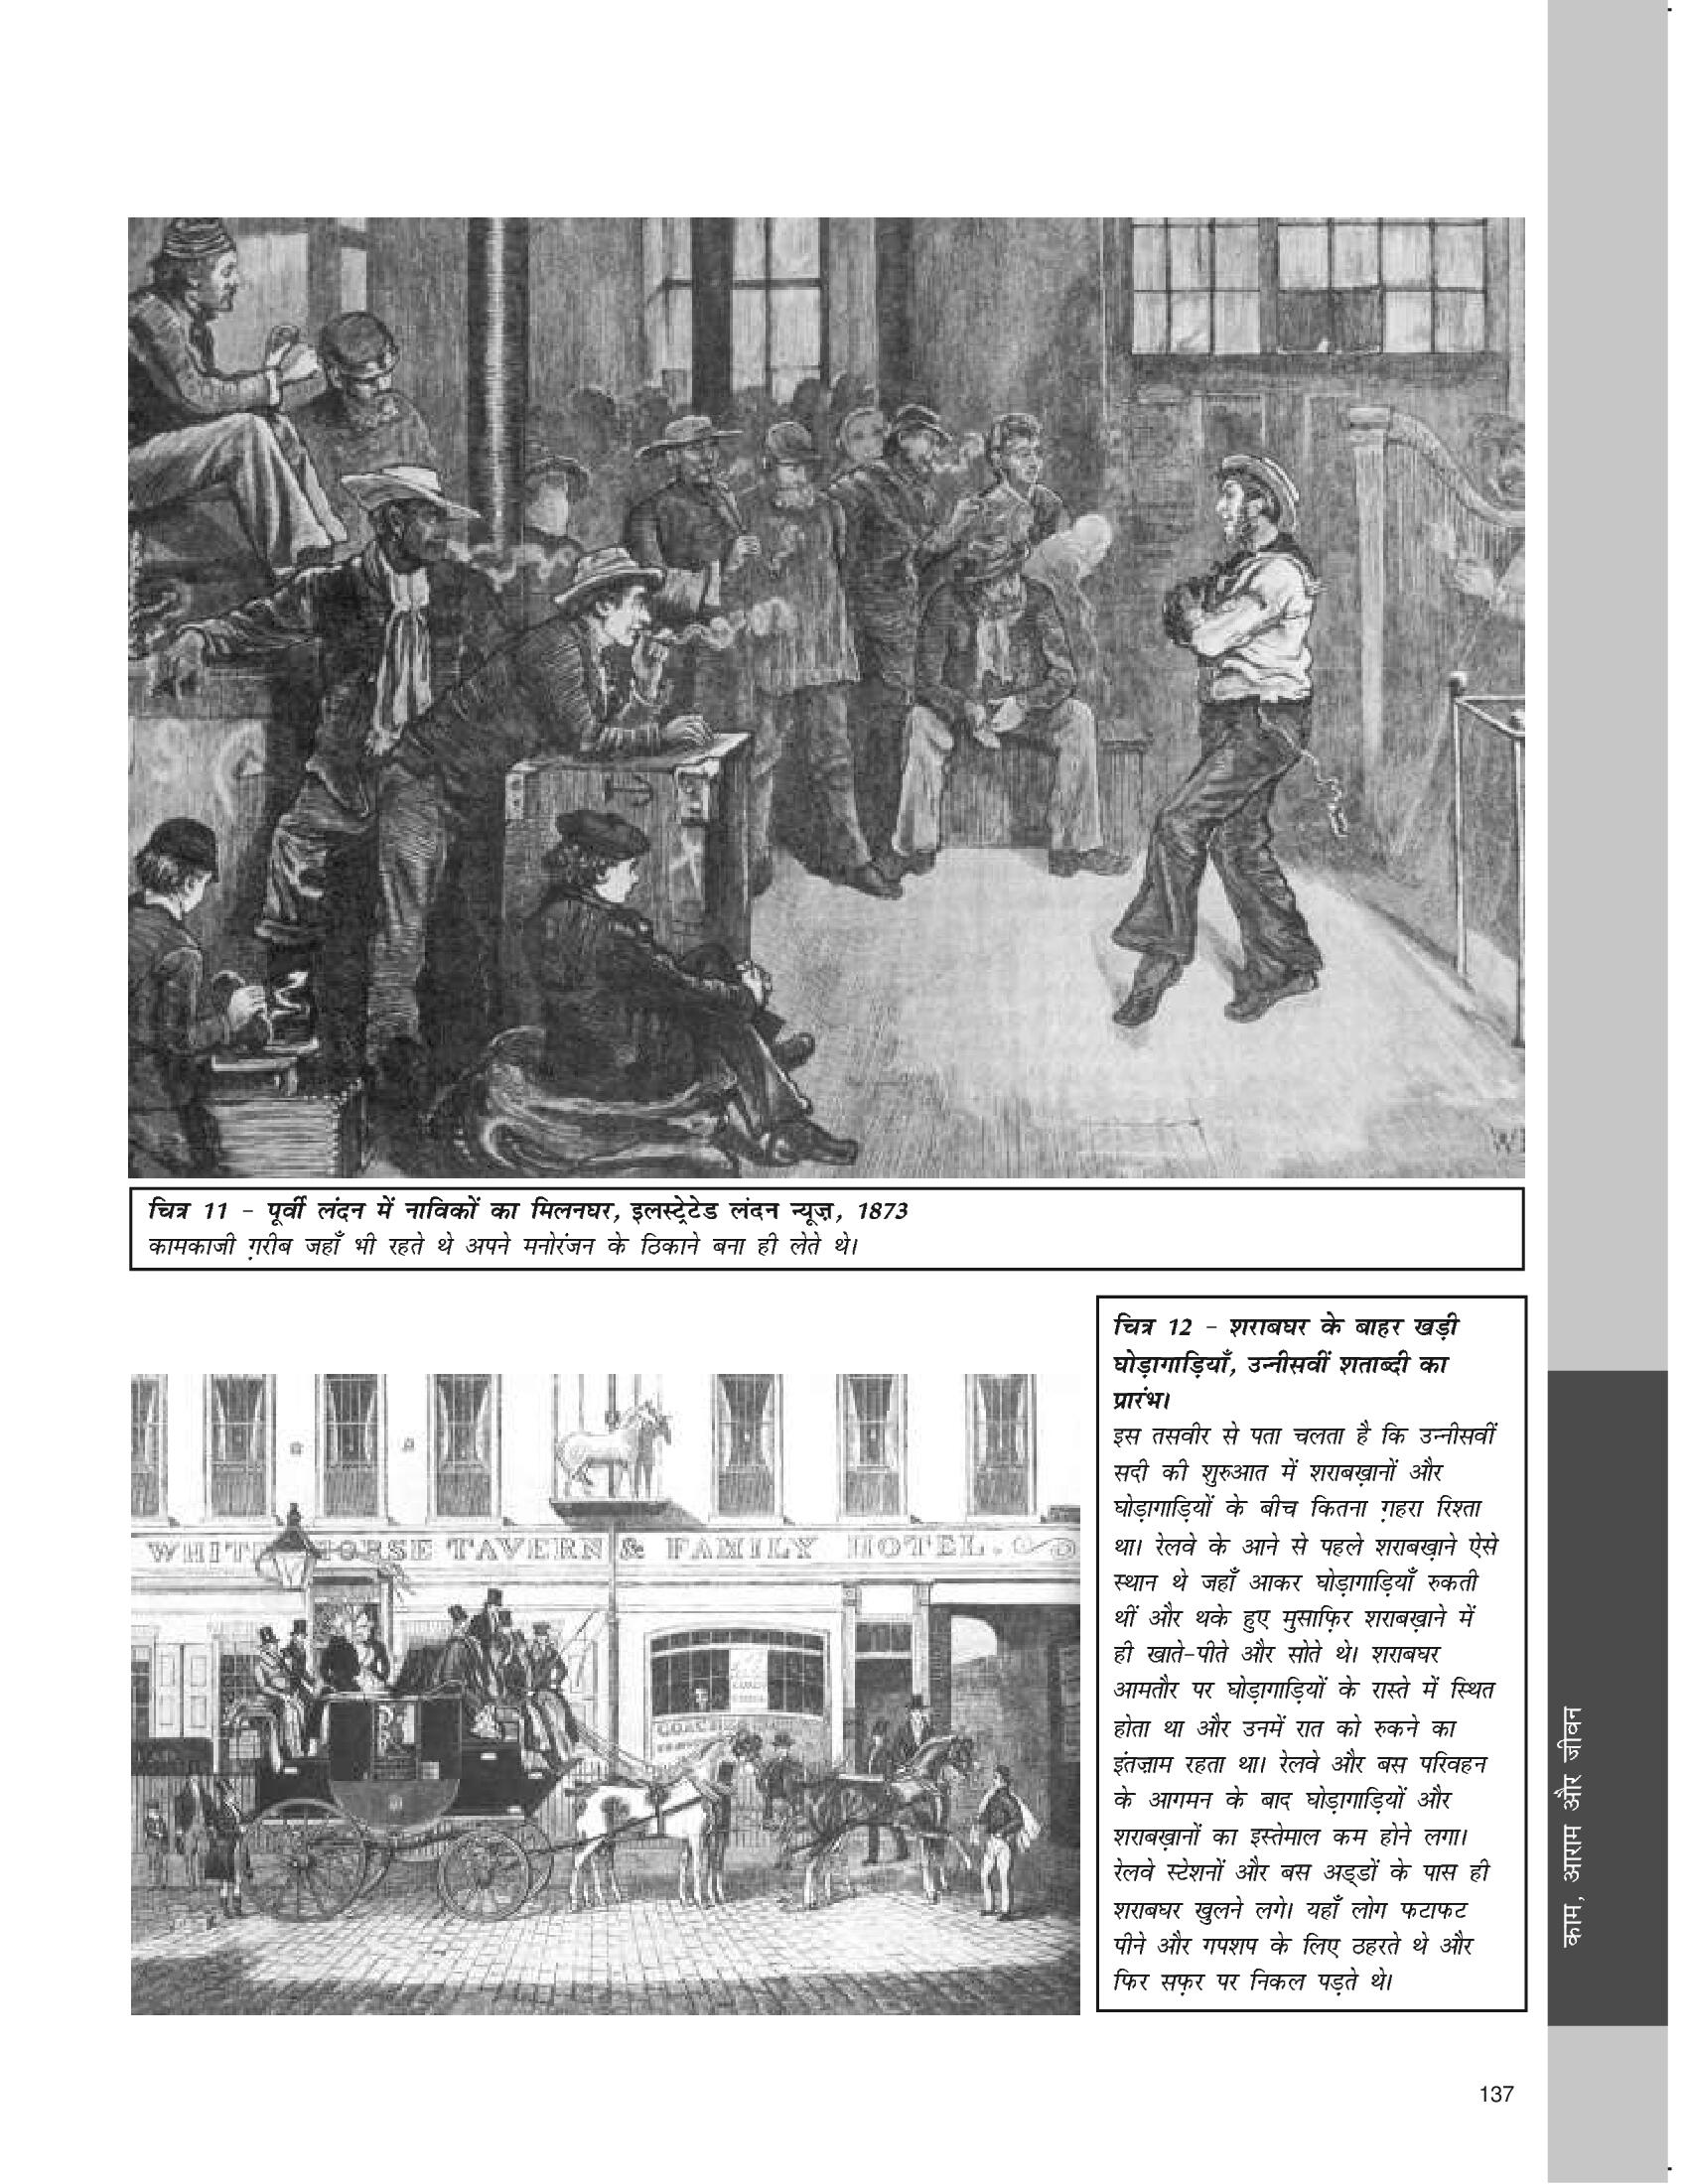 चित्र 11 – पूर्वी लंदन में नाविकों का मिलनघर, इलस्ट्रेटेड लंदन न्यूज़, 1873
कामकाजी ग़रीब जहाँ भी रहते थे अपने मनोरंजन के ठिकाने बना ही लेते थे।
WHITE HORSE TAVERN & FAMILY HOTEL.
चित्र 12 – शराबघर के बाहर खड़ी
घोड़ागाड़ियाँ, उन्नीसवीं शताब्दी का
प्रारंभ।
इस तसवीर से पता चलता है कि उन्नीसवीं
सदी की शुरुआत में शराबख़ानों और
घोड़ागाड़ियों के बीच कितना ग़हरा रिश्ता
था। रेलवे के आने से पहले शराबख़ाने ऐसे
स्थान थे जहाँ आकर घोड़ागाड़ियाँ रुकती
थीं और थके हुए मुसाफ़िर शराबख़ाने में
ही खाते-पीते और सोते थे। शराबघर
आमतौर पर घोड़ागाड़ियों के रास्ते में स्थित
होता था और उनमें रात को रुकने का
इंतज़ाम रहता था। रेलवे और बस परिवहन
के आगमन के बाद घोड़ागाड़ियों और
शराबख़ानों का इस्तेमाल कम होने लगा।
रेलवे स्टेशनों और बस अड्डों के पास ही
शराबघर खुलने लगे। यहाँ लोग फटाफट
पीने और गपशप के लिए ठहरते थे और
फिर सफ़र पर निकल पड़ते थे।
काम, आराम और जीवन
137